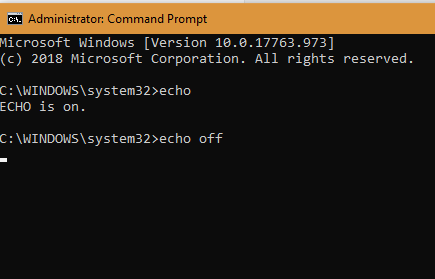 Administrator: Command Prompt
Microsoft Windows [Version 10.0.17763.973]
(c) 2018 Microsoft Corporation. All rights reserved.
C:\WINDOWS\system32>echo
ECHO is on.
C:\WINDOWS\system32>echo off